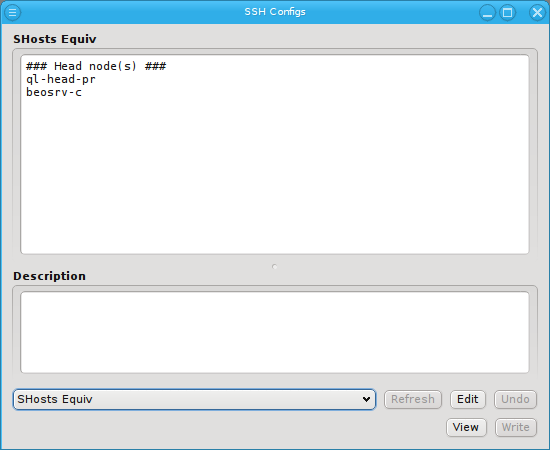 SSH Configs
SHosts Equiv
### Head node(s) ###
ql-head-pr
beosrv-c
Description
SHosts Equiv
Refresh
Edit
Undo
View
Write